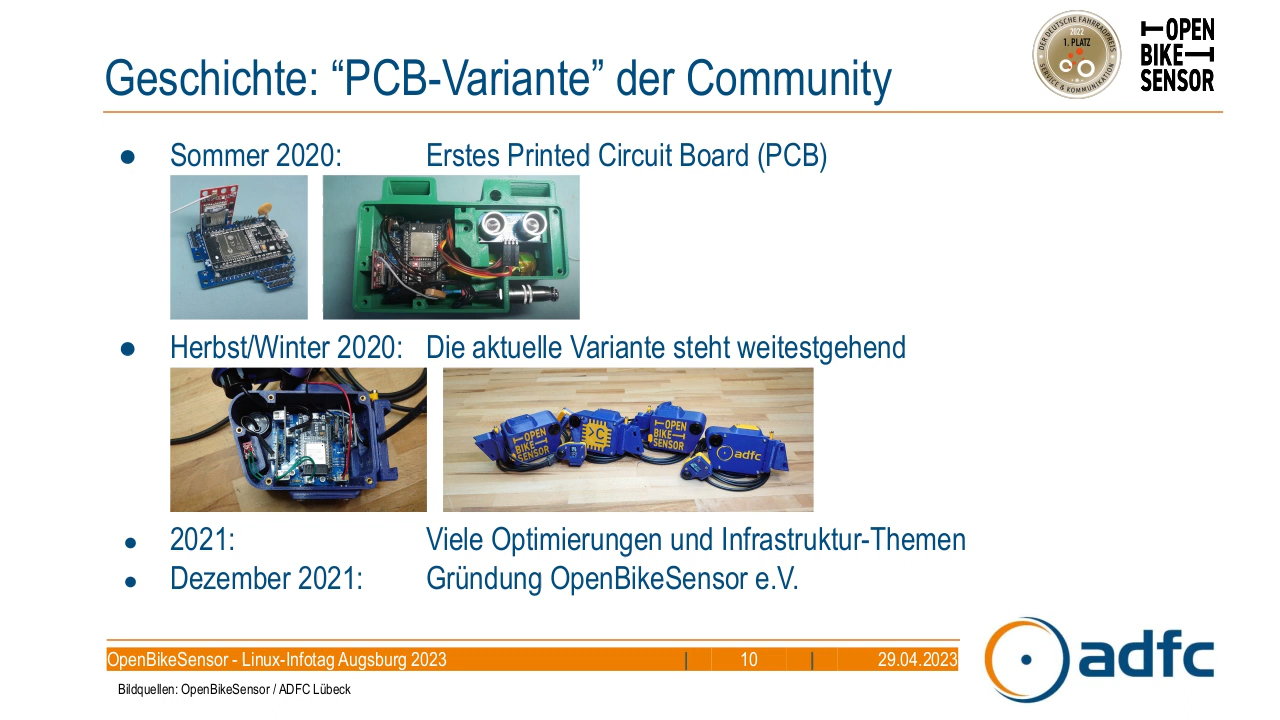 DER DEUTSCHE FAHRRADPREIS
2022
1. PLATZ
SERVICE & KOMMUNIKATION
OPEN
BIKE
SENSOR
Geschichte: “PCB-Variante” der Community
● Sommer 2020: Erstes Printed Circuit Board (PCB)
● Herbst/Winter 2020: Die aktuelle Variante steht weitestgehend
OPEN
BIKE
SENSOR
>C
OPEN
BIKE
SENSOR
adfc
● 2021: Viele Optimierungen und Infrastruktur-Themen
● Dezember 2021: Gründung OpenBikeSensor e.V.
OpenBikeSensor - Linux-Infotag Augsburg 2023 | 10 | 29.04.2023
Bildquellen: OpenBikeSensor / ADFC Lübeck
adfc